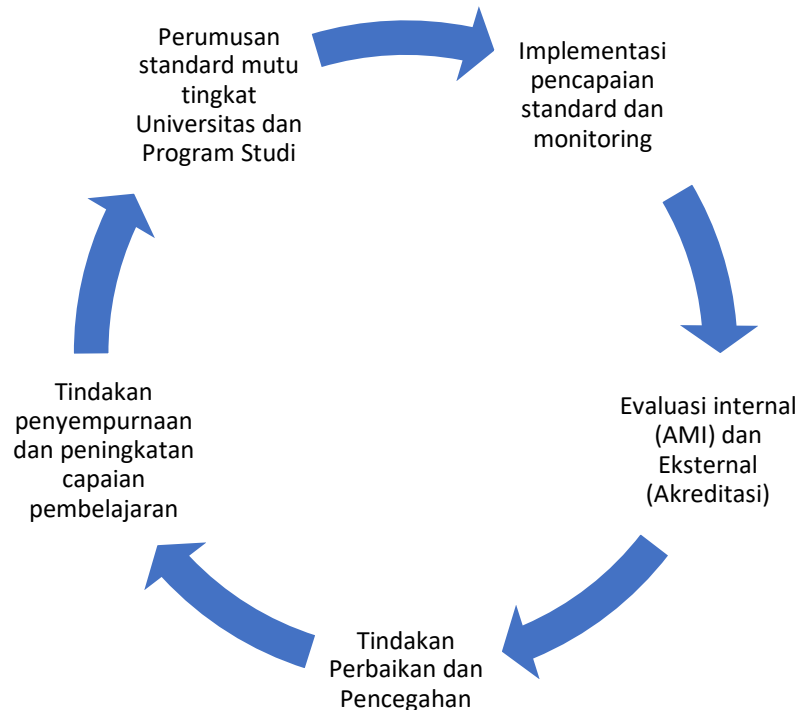 Perumusan
standard mutu
tingkat
Universitas dan
Program Studi
Implementasi
pencapaian
standard dan
monitoring
Evaluasi internal
(AMI) dan
Eksternal
(Akreditasi)
Tindakan
Perbaikan dan
Pencegahan
Tindakan
penyempurnaan
dan peningkatan
capaian
pembelajaran